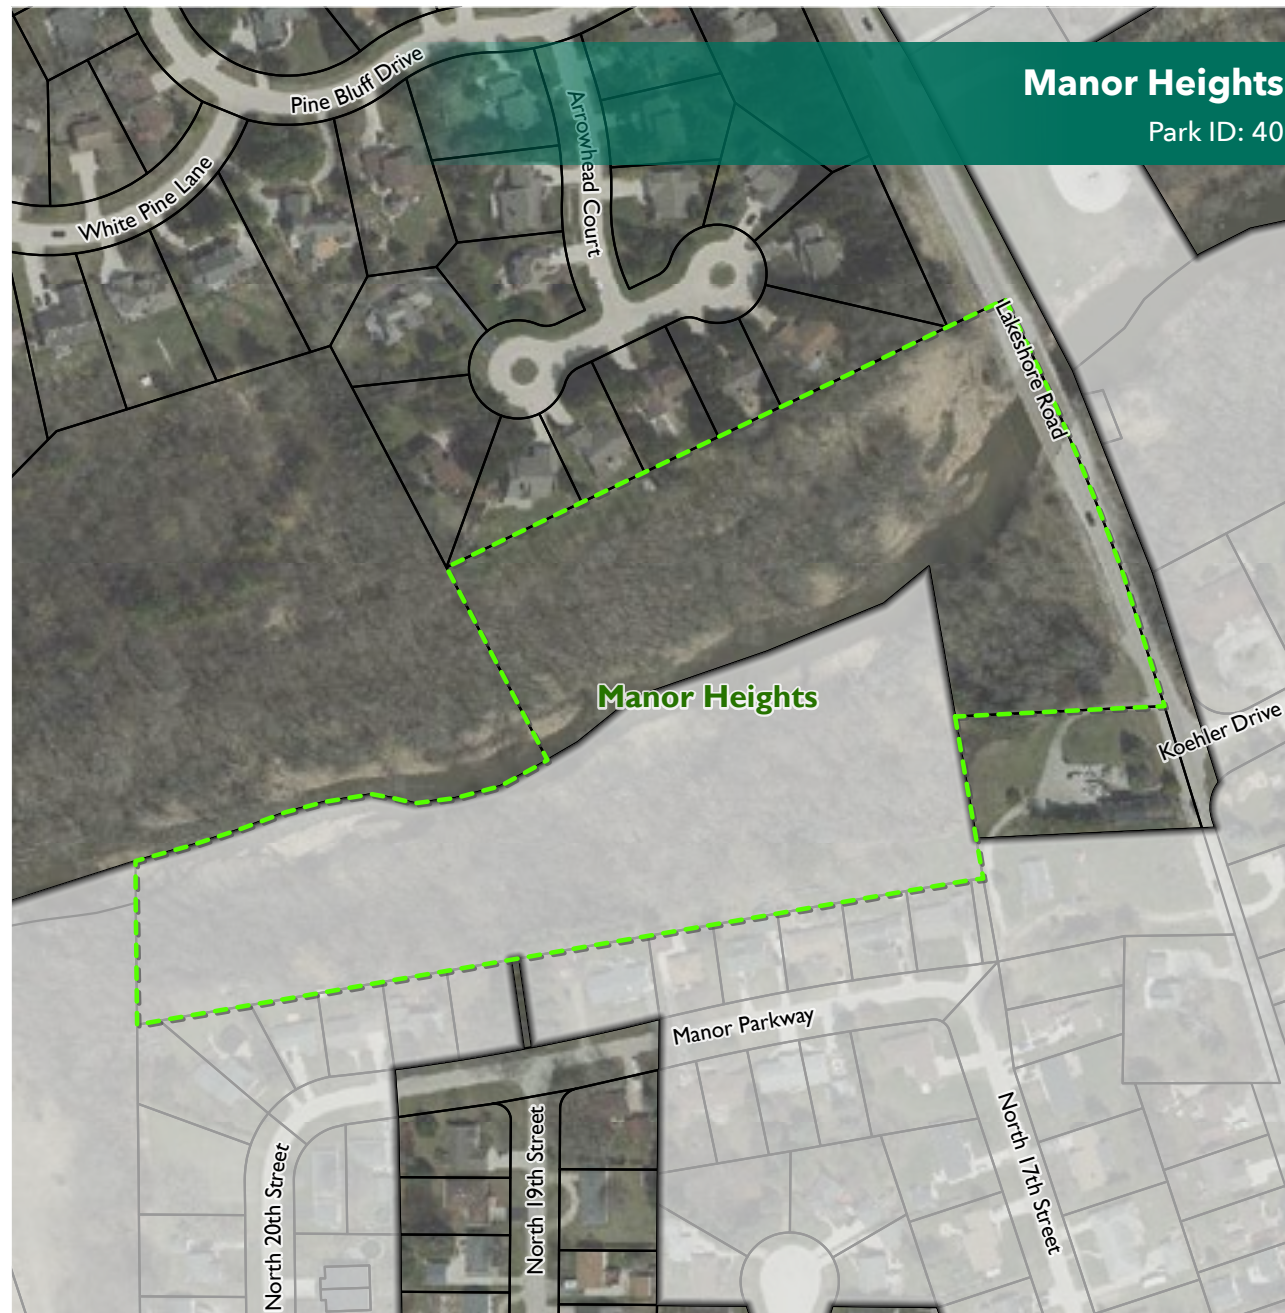 Manor Heights
Park ID: 40
Pine Bluff Drive
White Pine Lane
Arrowhead Court
Lakeshore Road
Manor Heights
Koehler Drive
Manor Parkway
North 20th Street
North 19th Street
North 17th Street